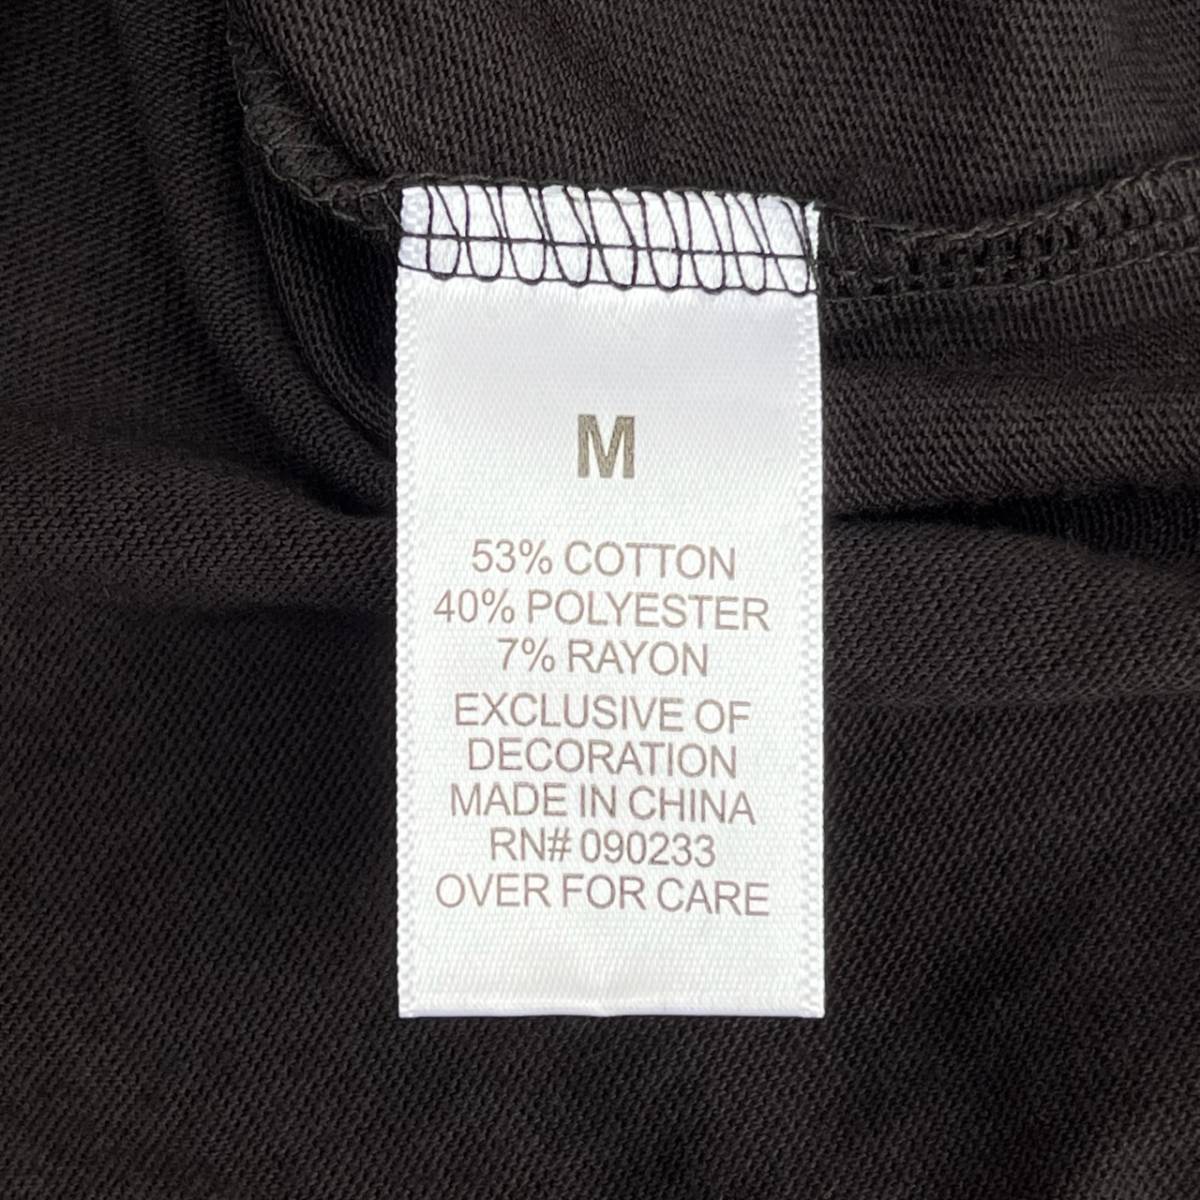 M
53% COTTON
40% POLYESTER
7% RAYON
EXCLUSIVE OF
DECORATION
MADE IN CHINA
RN# 090233
OVER FOR CARE